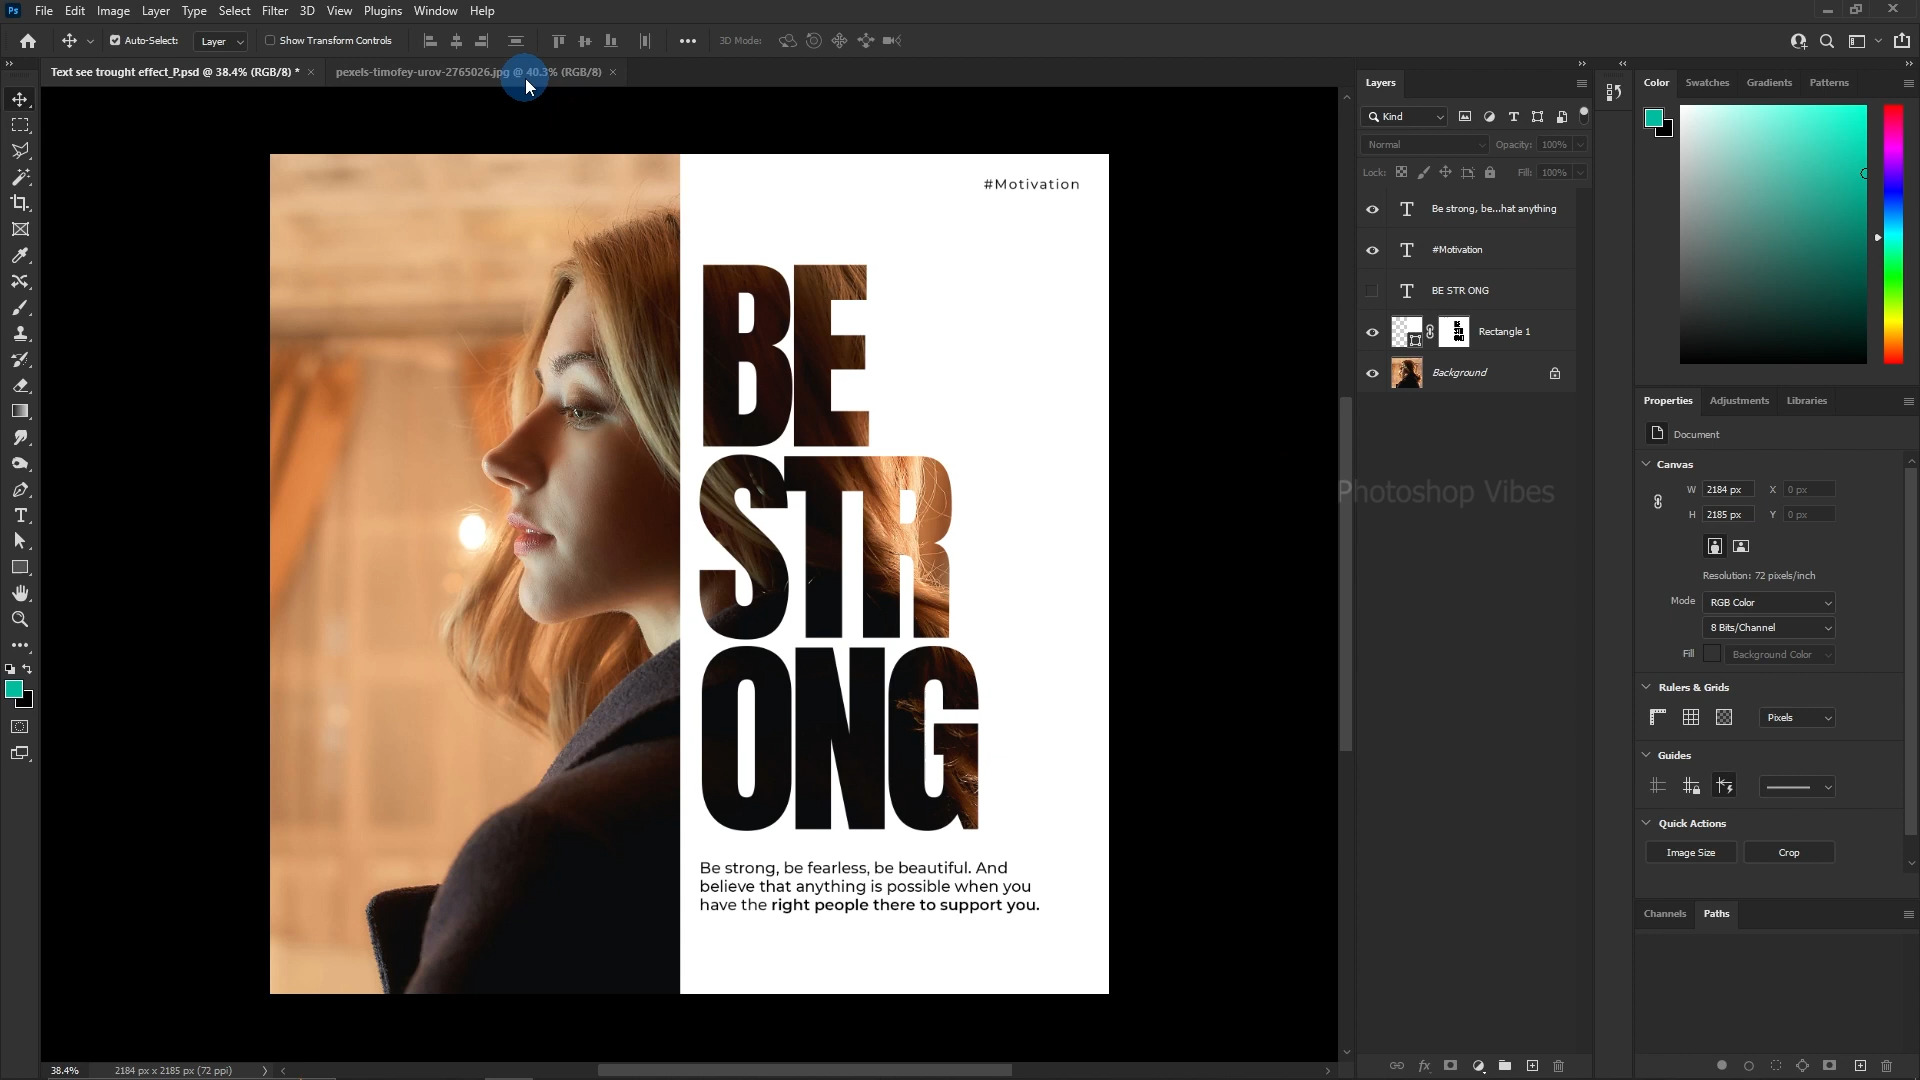 Ps File Edit Image Layer Type Select Filter 3D View Plugins Window Help
Auto-Select: Layer Show Transform Controls 3D Mode:
Text see trought effect_P.psd @ 38.4% (RGB/8) * pexels-timofey-urov-2765026.jpg @ 40.3% (RGB/8)
#Motivation
BE
STR
ONG
Be strong, be fearless, be beautiful. And
believe that anything is possible when you
have the right people there to support you.
38.4% 2184 px x 2185 px (72 ppi)
Photoshop Vibes
Layers
Kind
Normal Opacity: 100%
Lock: Fill: 100%
Be strong, be...hat anything
#Motivation
BE STR ONG
Rectangle 1
Background
Color Swatches Gradients Patterns
Properties Adjustments Libraries
Document
Canvas
W 2184 px X 0 px
H 2185 px Y 0 px
Resolution: 72 pixels/inch
Mode RGB Color
8 Bits/Channel
Fill Background Color
Rulers & Grids
Pixels
Guides
Quick Actions
Image Size Crop
Channels Paths